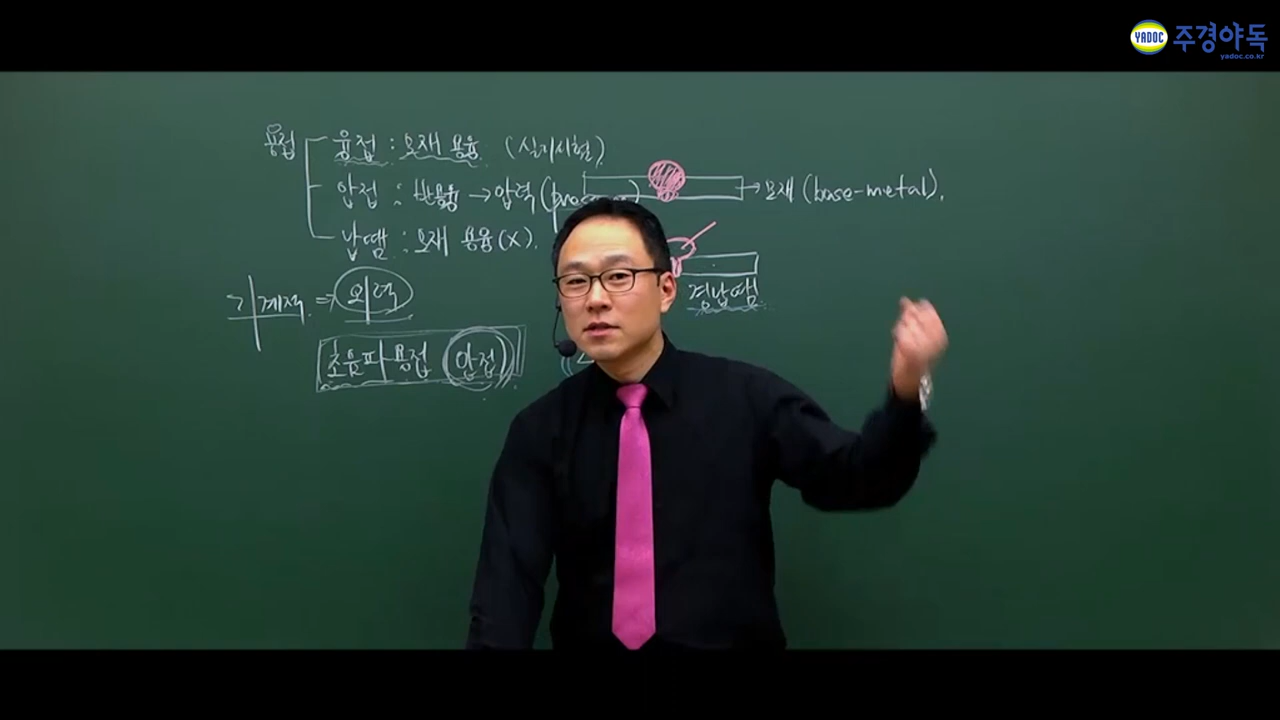 YADOC 주경야독
yadoc.co.kr
용접
융접 : 모재 용융 (실기시험)
압접 : 반용융 → 압력(
→ 모재 (base-metal).
납땜 : 모재 용융(X).
경납땜
기계적 ⇒ 외력
초음파용접 (압접)